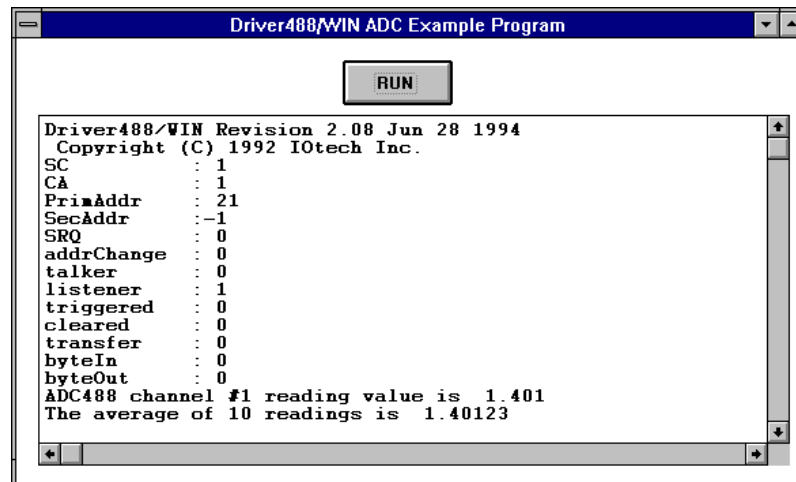 Driver488/WIN ADC Example Program
RUN
Driver488/WIN Revision 2.08 Jun 28 1994
Copyright (C) 1992 IOtech Inc.
SC : 1
CA : 1
PrimAddr : 21
SecAddr :-1
SRQ : 0
addrChange : 0
talker : 0
listener : 1
triggered : 0
cleared : 0
transfer : 0
byteIn : 0
byteOut : 0
ADC488 channel #1 reading value is 1.401
The average of 10 readings is 1.40123